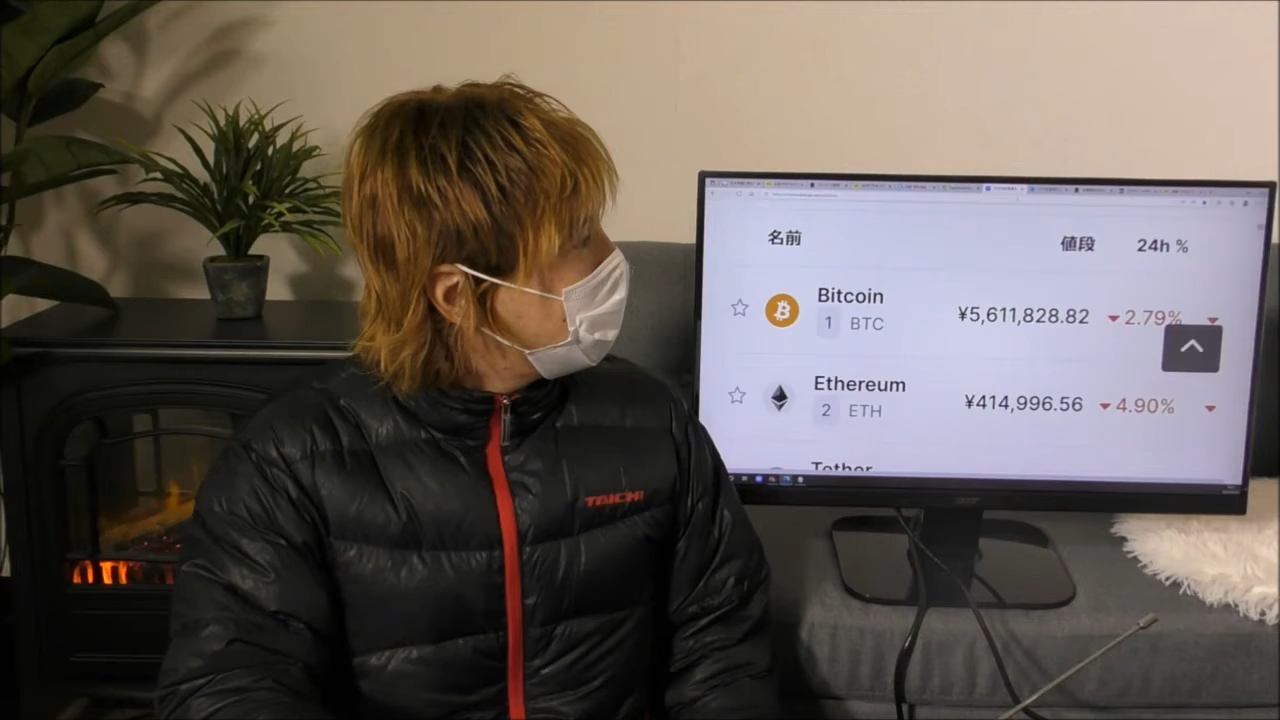 名前 値段 24h %
Bitcoin
1 BTC ¥5,611,828.82 2.79%
Ethereum
2 ETH ¥414,996.56 4.90%
Tether
TAICHI
acer